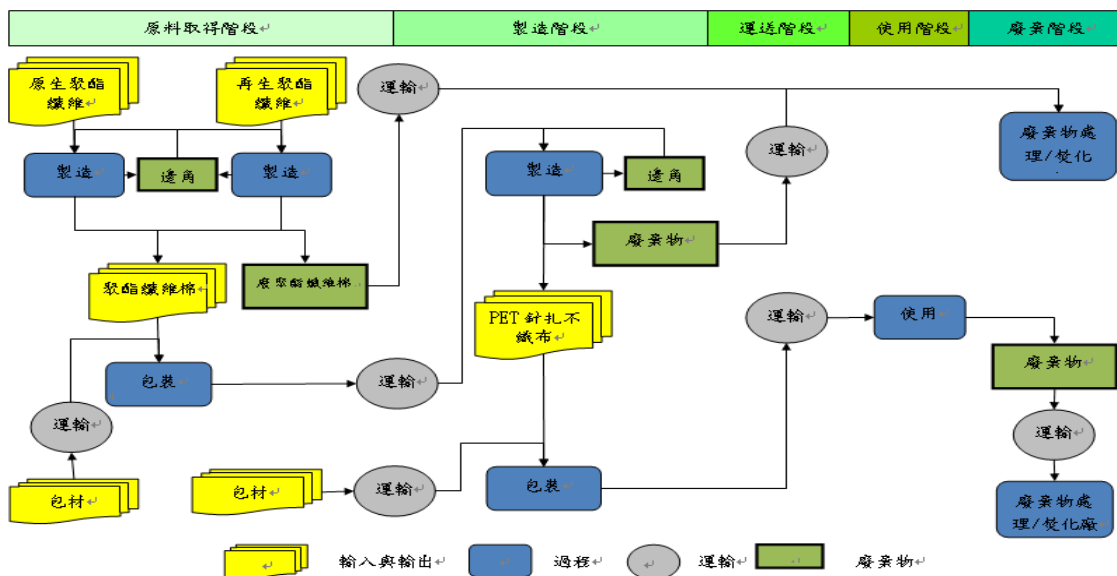 原料取得階段
製造階段
運送階段
使用階段
廢棄階段
原生聚酯
纖維
再生聚酯
纖維
運輸
製造
邊角
製造
製造
邊角
運輸
廢棄物處
理/焚化
廢棄物
聚酯纖維棉
廢聚酯纖維棉
PET 針扎不
織布
運輸
使用
包裝
運輸
廢棄物
運輸
運輸
包材
包材
運輸
包裝
廢棄物處
理/焚化廠
輸入與輸出
過程
運輸
廢棄物